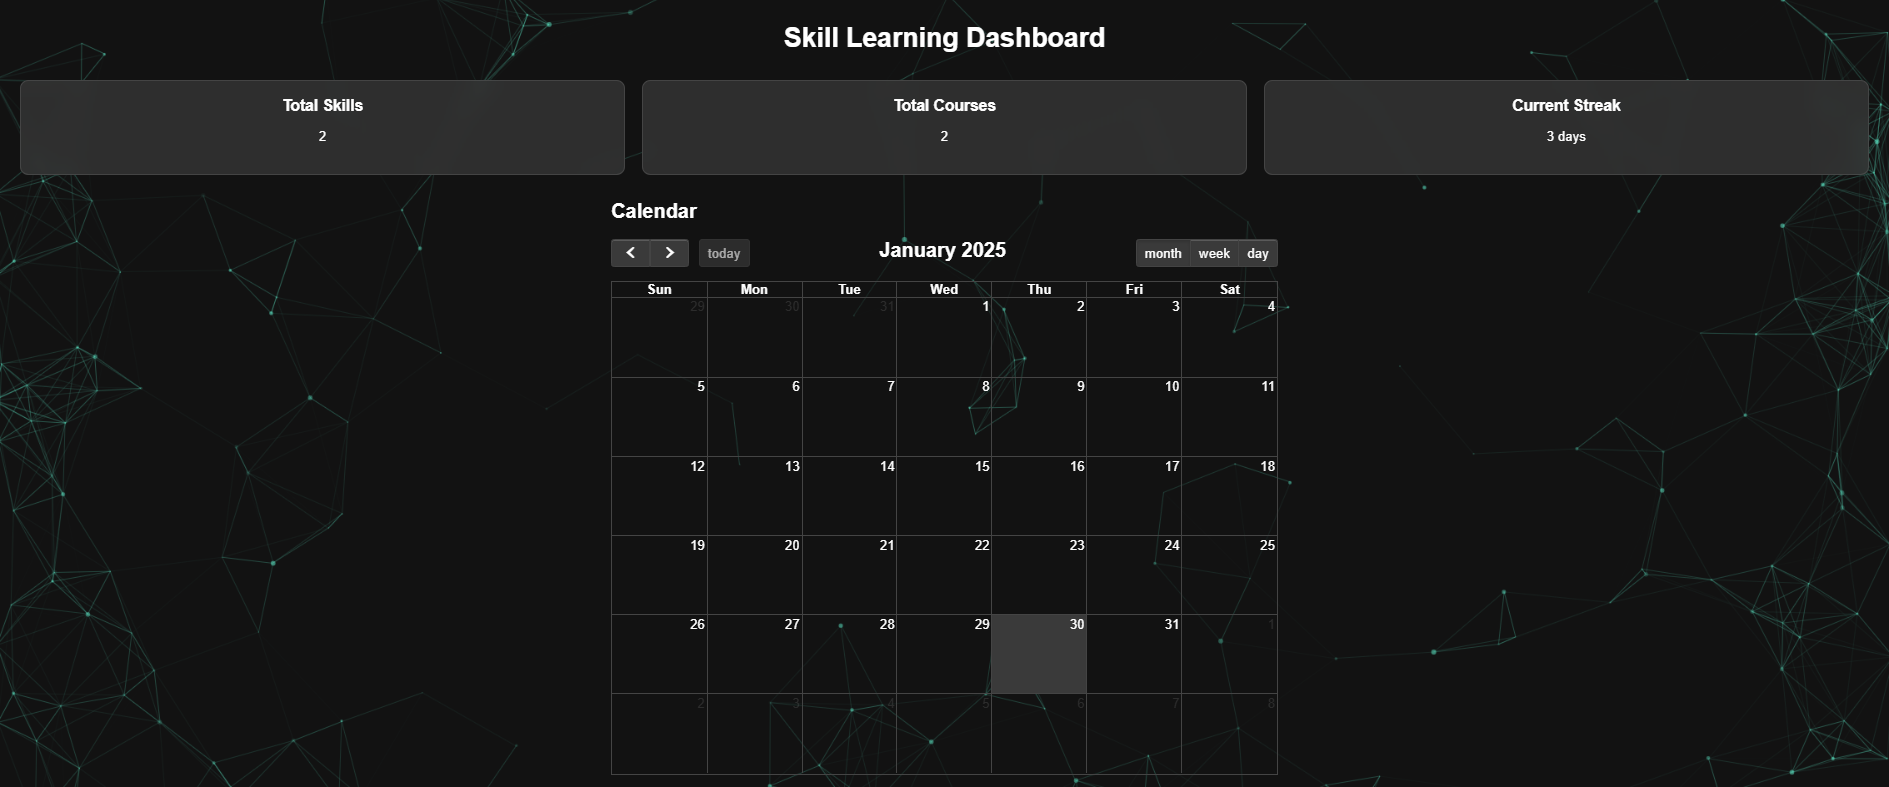 Skill Learning Dashboard
Total Skills
2
Total Courses
2
Current Streak
3 days
Calendar
today
January 2025
month week day
Sun Mon Tue Wed Thu Fri Sat
29 30 31 1 2 3 4
5 6 7 8 9 10 11
12 13 14 15 16 17 18
19 20 21 22 23 24 25
26 27 28 29 30 31 1
2 3 4 5 6 7 8